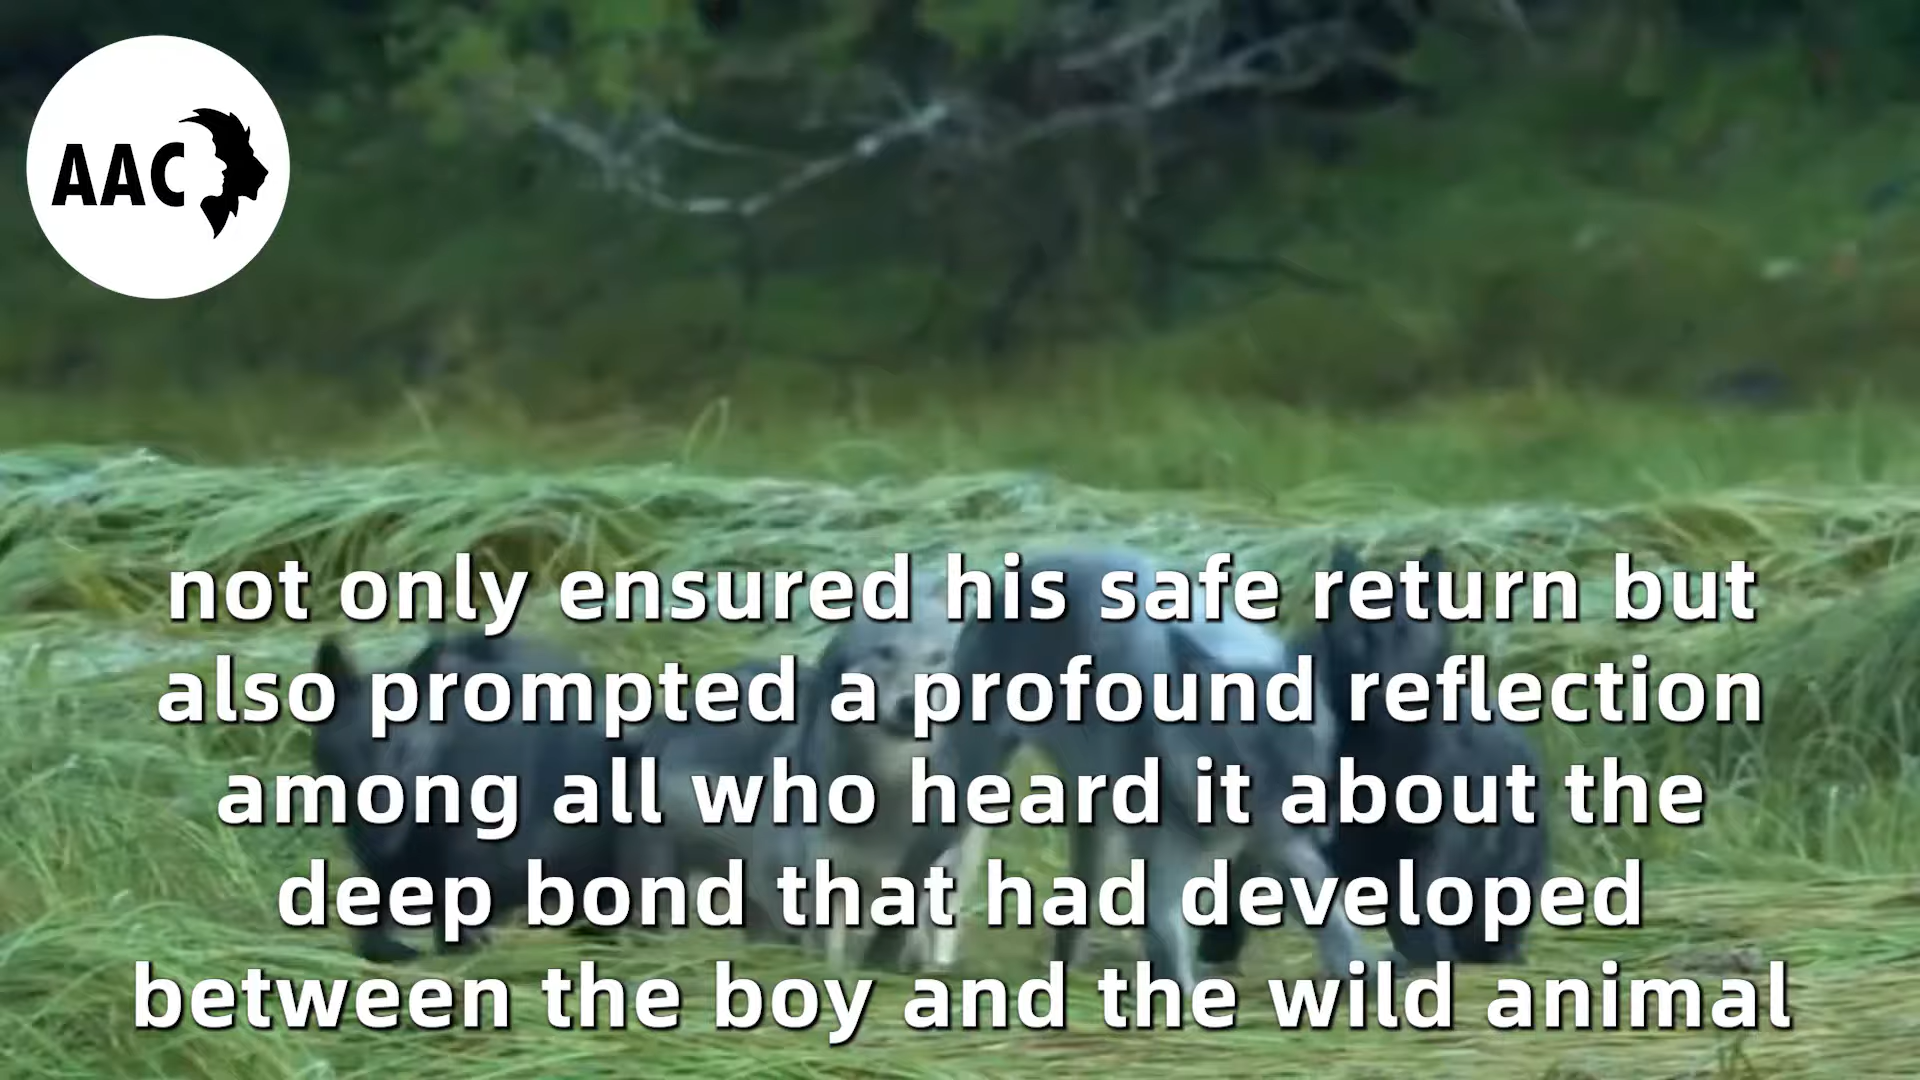 AAC
not only ensured his safe return but
also prompted a profound reflection
among all who heard it about the
deep bond that had developed
between the boy and the wild animal